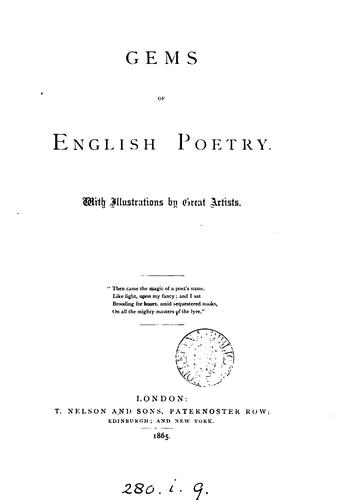 GEMS
OF
ENGLISH POETRY.
With Illustrations by Great Artists.
"Then came the magic of a poet's name,
Like light, upon my fancy; and I sat
Brooding for hours, amid sequestered nooks,
On all the mighty masters of the lyre."
LONDON:
T. NELSON AND SONS, PATERNOSTER ROW;
EDINBURGH; AND NEW YORK.
1865.
280. i. 9.